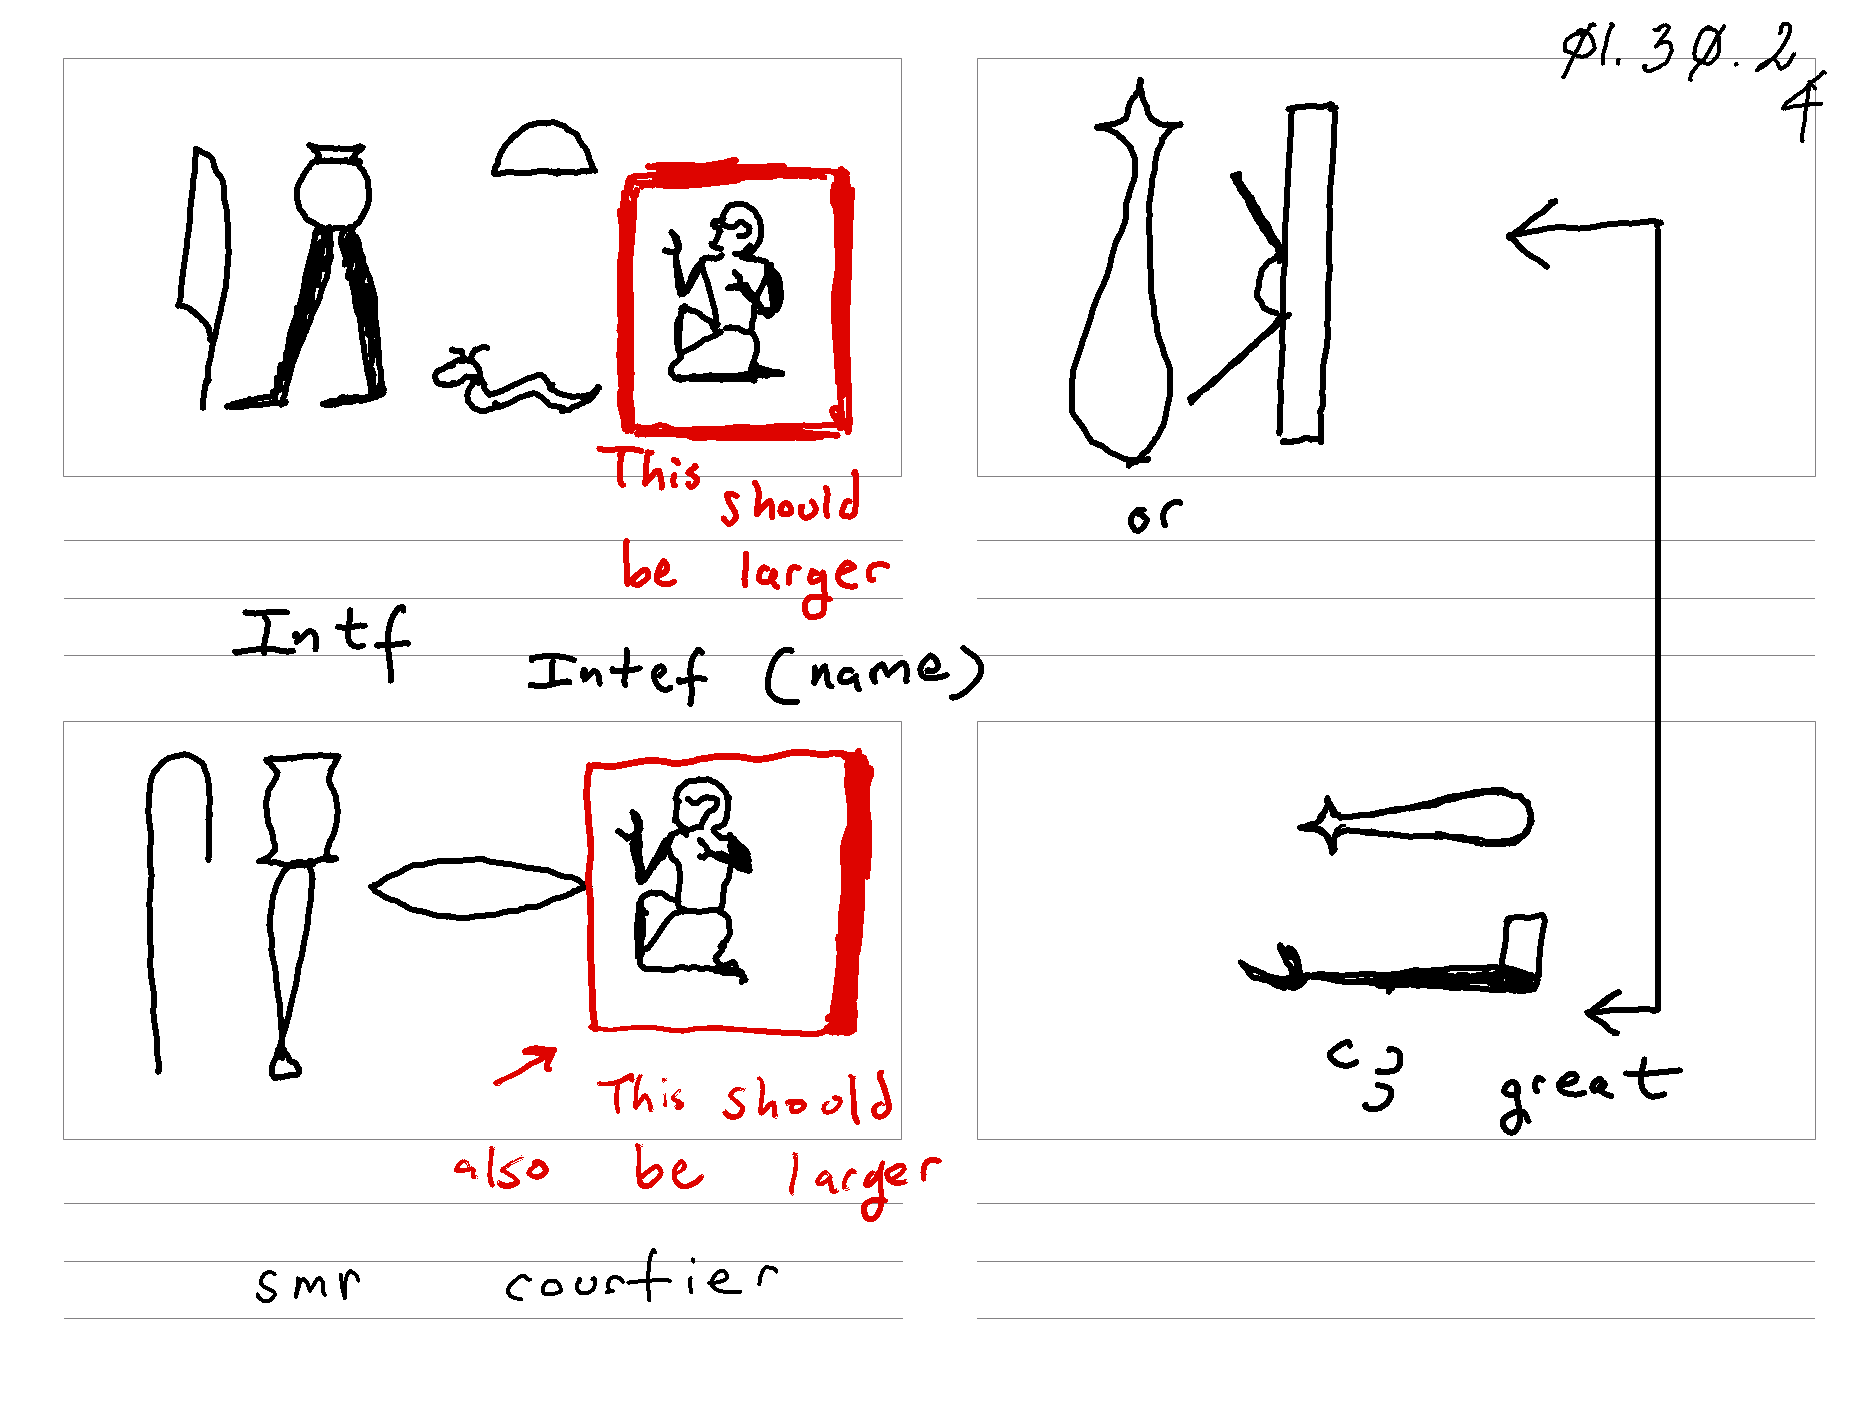 Ø1.3Ø.24
This should
be larger
Intf
Intef (name)
or
ꜥꜣ great
This should
also be larger
smr courtier